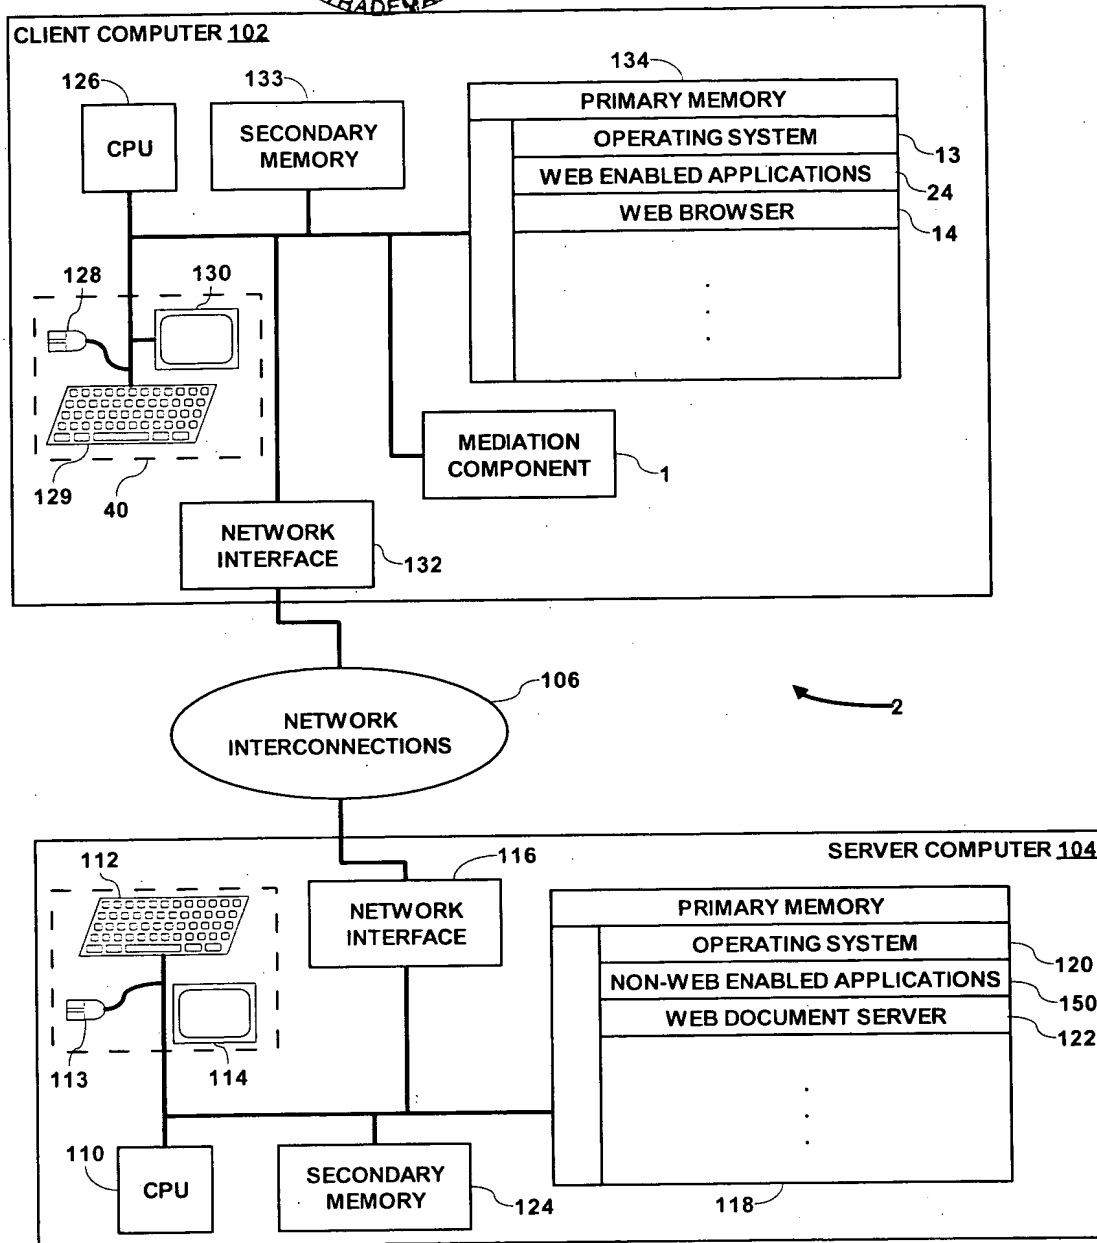 TRADEMA
CLIENT COMPUTER 102
126
133
134
CPU
SECONDARY
MEMORY
PRIMARY MEMORY
OPERATING SYSTEM
13
WEB ENABLED APPLICATIONS
24
WEB BROWSER
14
128
130
129
40
MEDIATION
COMPONENT
1
NETWORK
INTERFACE
132
106
NETWORK
INTERCONNECTIONS
2
SERVER COMPUTER 104
112
116
NETWORK
INTERFACE
PRIMARY MEMORY
OPERATING SYSTEM
120
NON-WEB ENABLED APPLICATIONS
150
WEB DOCUMENT SERVER
122
113
114
110
CPU
SECONDARY
MEMORY
124
118